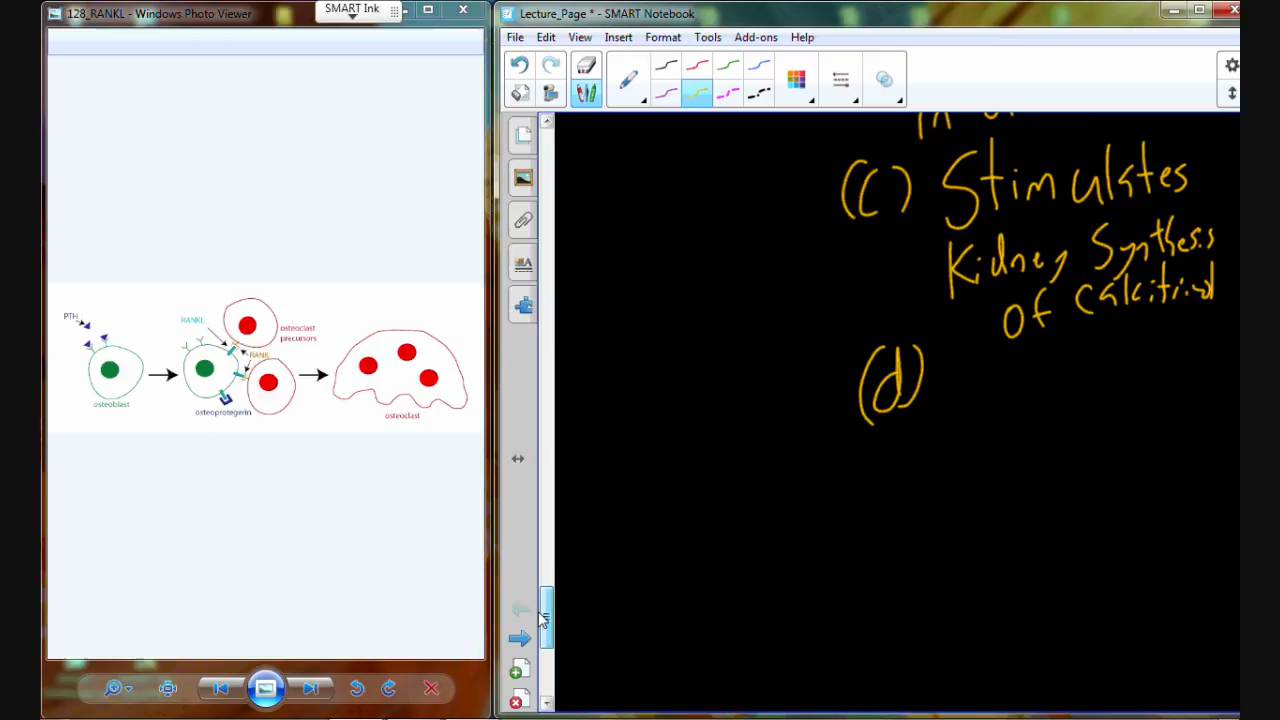 128_RANKL - Windows Photo Viewer
SMART Ink
Lecture_Page * - SMART Notebook
File Edit View Insert Format Tools Add-ons Help
PTH
osteoblast
RANKL
RANK
osteoprotegerin
osteoclast
precursors
osteoclast
(c) Stimulates
Kidney Synthesis
of Calcitriol
(d)